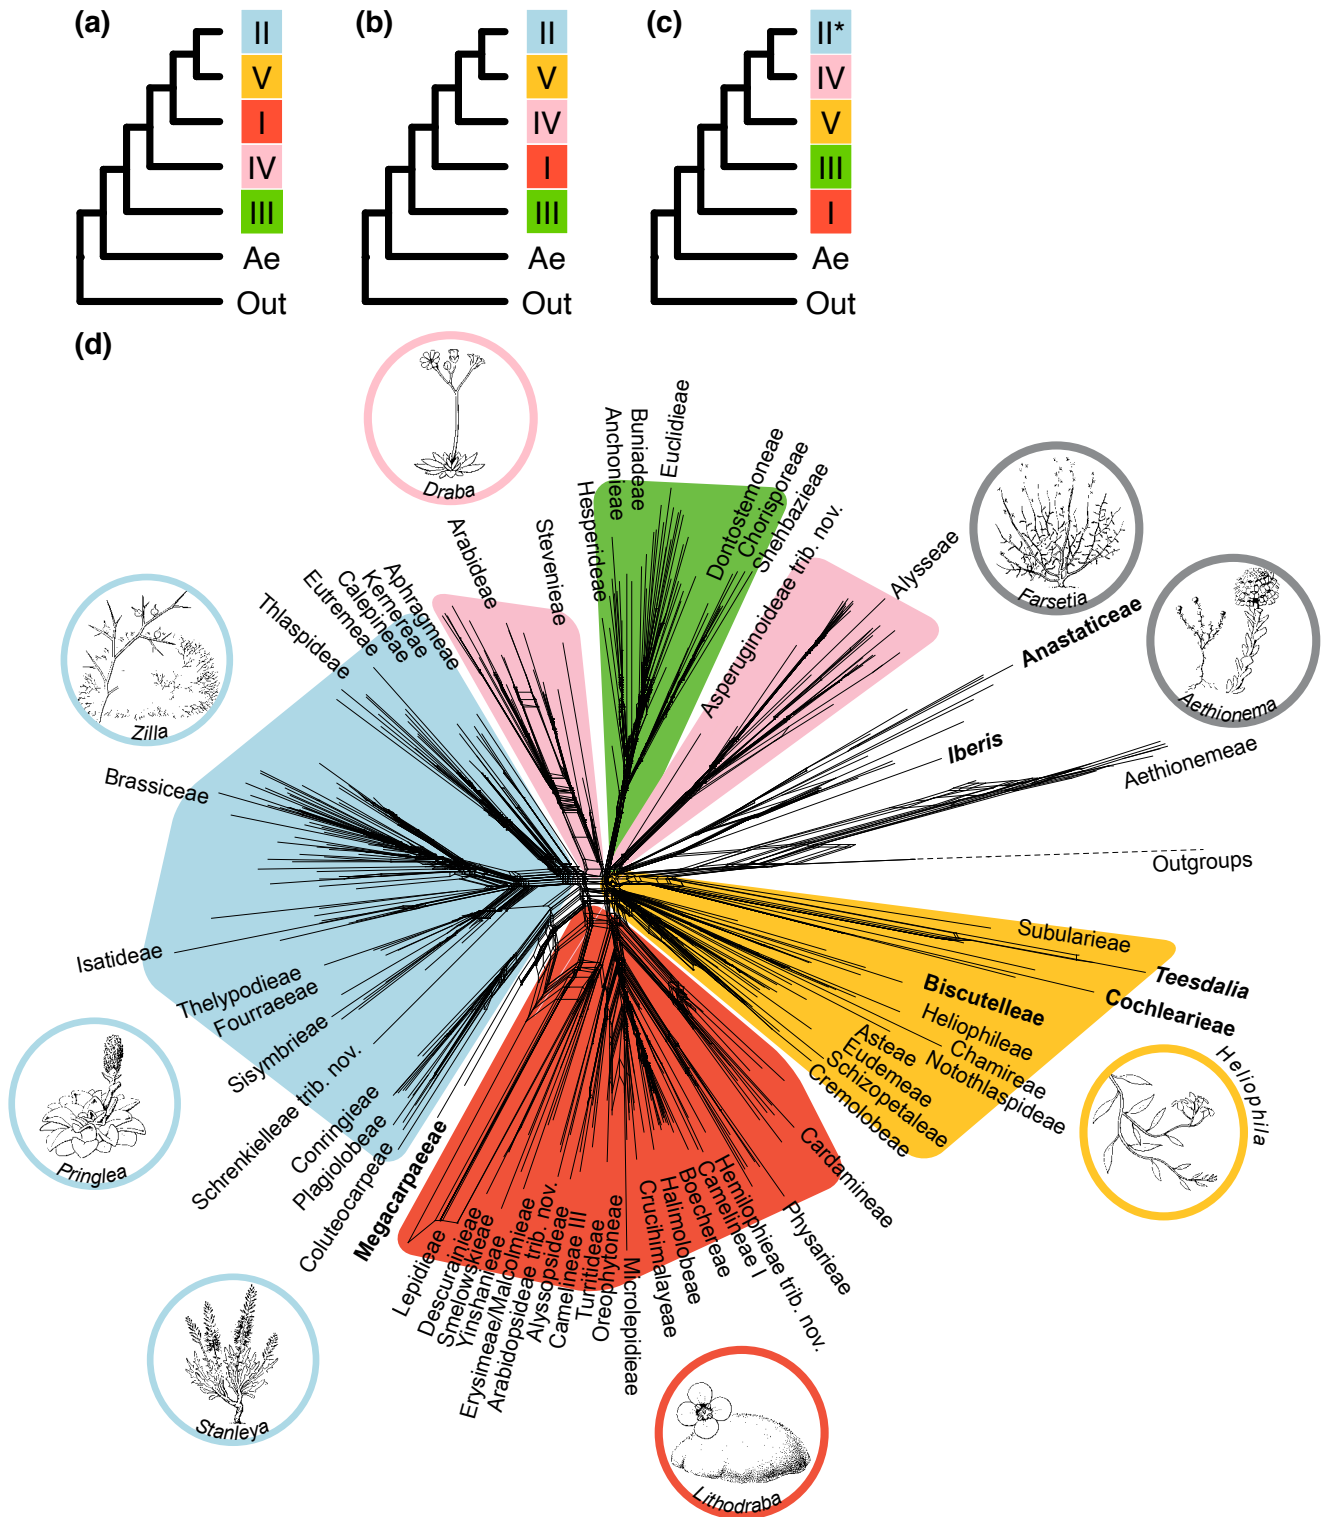 (a)
II
V
I
IV
III
Ae
Out
(b)
II
V
IV
I
III
Ae
Out
(c)
II*
IV
V
III
I
Ae
Out
(d)
Draba
Zilla
Pringlea
Stanleya
Lithodraba
Heliophila
Aethionema
Farsetia
Arabideae
Stevenieae
Hesperideae
Anchonieae
Buniadeae
Euclidieae
Dontostemoneae
Chorisporeae
Shehbazieae
Asperuginoideae trib. nov.
Alysseae
Anastaticeae
Iberis
Aethionemeae
Outgroups
Subularieae
Teesdalia
Cochlearieae
Biscutelleae
Heliophileae
Chamireae
Notothlaspideae
Asteae
Eudemeae
Schizopetaleae
Cremolobeae
Cardamineae
Physarieae
Hemilophieae trib. nov.
Camelineae I
Boechereae
Halimolobeae
Crucihimalayeae
Microlepidieae
Oreophytoneae
Turritideae
Camelineae III
Alyssopsideae
Arabidopsideae trib. nov.
Erysimeae/Malcolmieae
Yinshanieae
Smelowskieae
Descurainieae
Lepidieae
Megacarpaeeae
Coluteocarpeae
Plagiolobeae
Conringieae
Schrenkielleae trib. nov.
Sisymbrieae
Fourraeeae
Thelypodieae
Isatideae
Brassiceae
Thlaspideae
Eutremeae
Calepineae
Kernereae
Aphragmeae